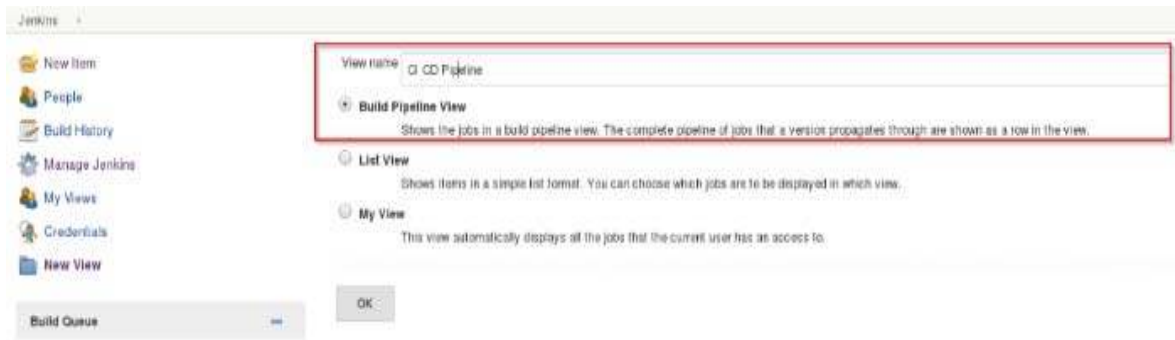 Jenkins
New Item
People
Build History
Manage Jenkins
My Views
Credentials
New View
Build Queue
View name
CI CD Pipeline
Build Pipeline View
Shows the jobs in a build pipeline view. The complete pipeline of jobs that a version propagates through are shown as a row in the view.
List View
Shows items in a simple list format. You can choose which jobs are to be displayed in which view.
My View
This view automatically displays all the jobs that the current user has an access to.
OK